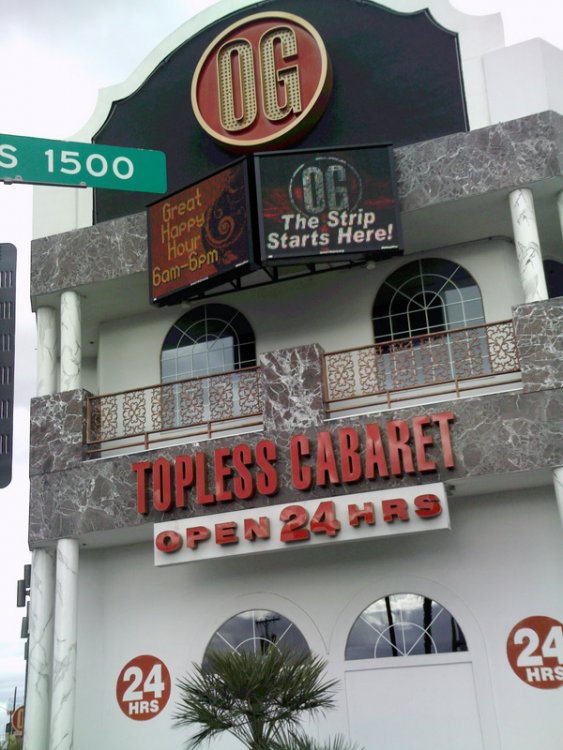 OG
S 1500
Great
Happy
Hour
6am-6pm
OG
The Strip
Starts Here!
TOPLESS CABARET
OPEN 24 HRS
24
HRS
24
HRS